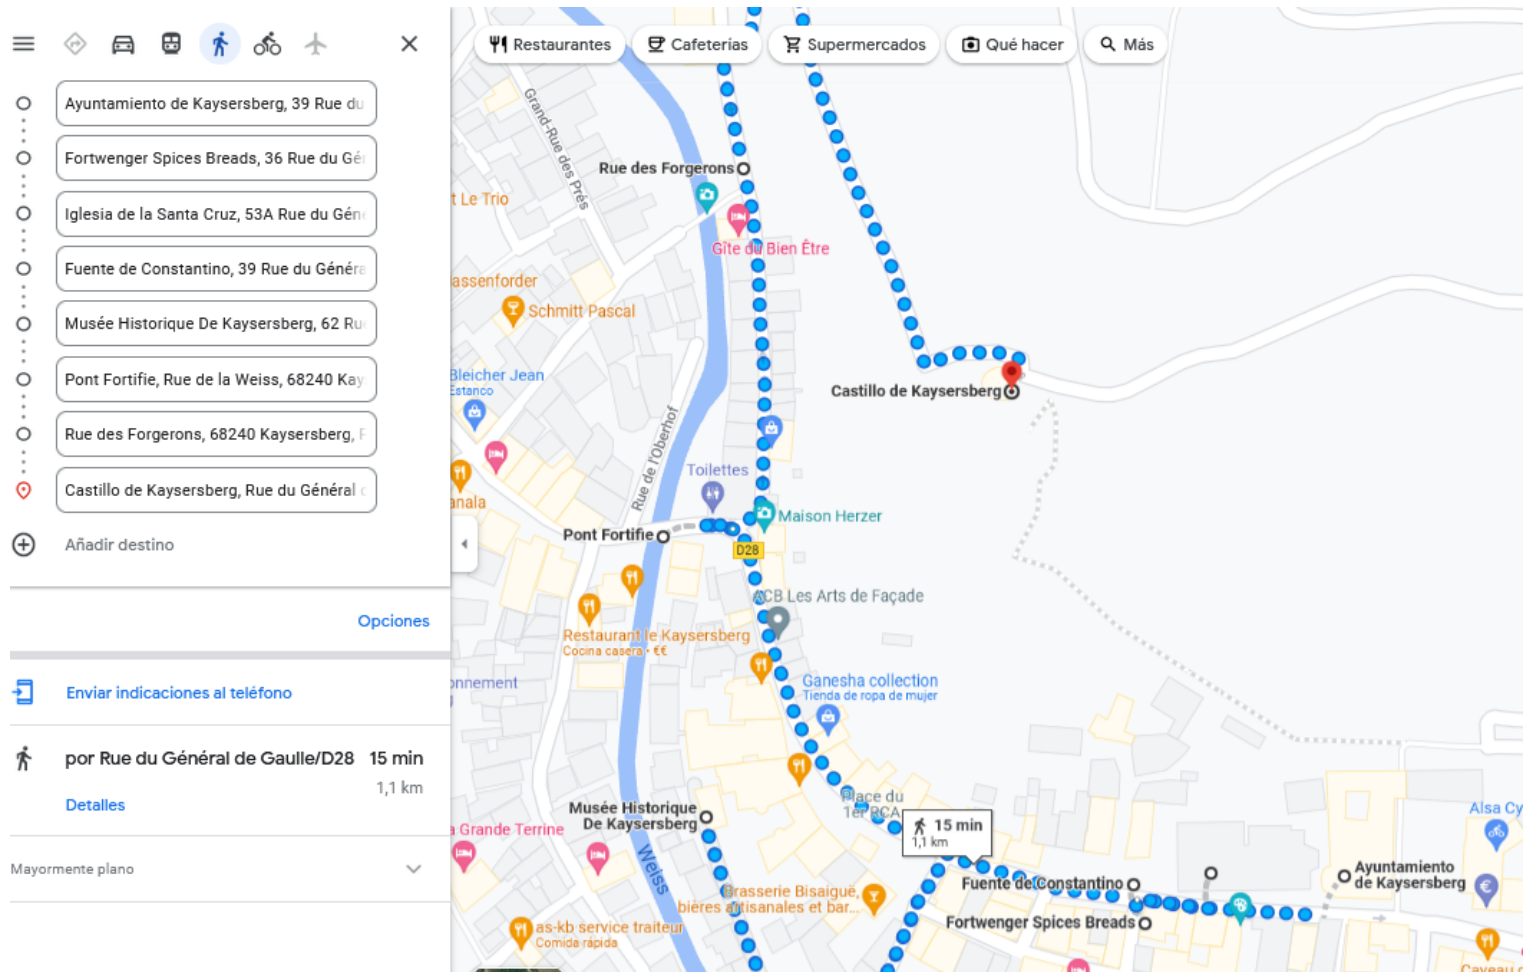 Ayuntamiento de Kaysersberg, 39 Rue du
Fortwenger Spices Breads, 36 Rue du Gé
Iglesia de la Santa Cruz, 53A Rue du Gén
Fuente de Constantino, 39 Rue du Généra
Musée Historique De Kaysersberg, 62 Ru
Pont Fortifie, Rue de la Weiss, 68240 Kay
Rue des Forgerons, 68240 Kaysersberg, F
Castillo de Kaysersberg, Rue du Général
Añadir destino
Opciones
Enviar indicaciones al teléfono
por Rue du Général de Gaulle/D28 15 min
1,1 km
Detalles
Mayormente plano
Restaurantes
Cafeterías
Supermercados
Qué hacer
Más
Grand-Rue des Prés
Rue des Forgerons
t Le Trio
Gîte du Bien Être
assenforder
Schmitt Pascal
Bleicher Jean
Estanco
Castillo de Kaysersberg
Rue de l'Oberhof
Toilettes
anala
Maison Herzer
Pont Fortifie
D28
ACB Les Arts de Façade
Restaurant le Kaysersberg
Cocina casera • €€
onnement
Ganesha collection
Tienda de ropa de mujer
Place du
1er RCA
Musée Historique
De Kaysersberg
15 min
1,1 km
a Grande Terrine
Weiss
Alsa Cy
Ayuntamiento
de Kaysersberg
Fuente de Constantino
Brasserie Bisaiguë,
bières artisanales et bar...
Fortwenger Spices Breads
as-kb service traiteur
Comida rápida
Caveau